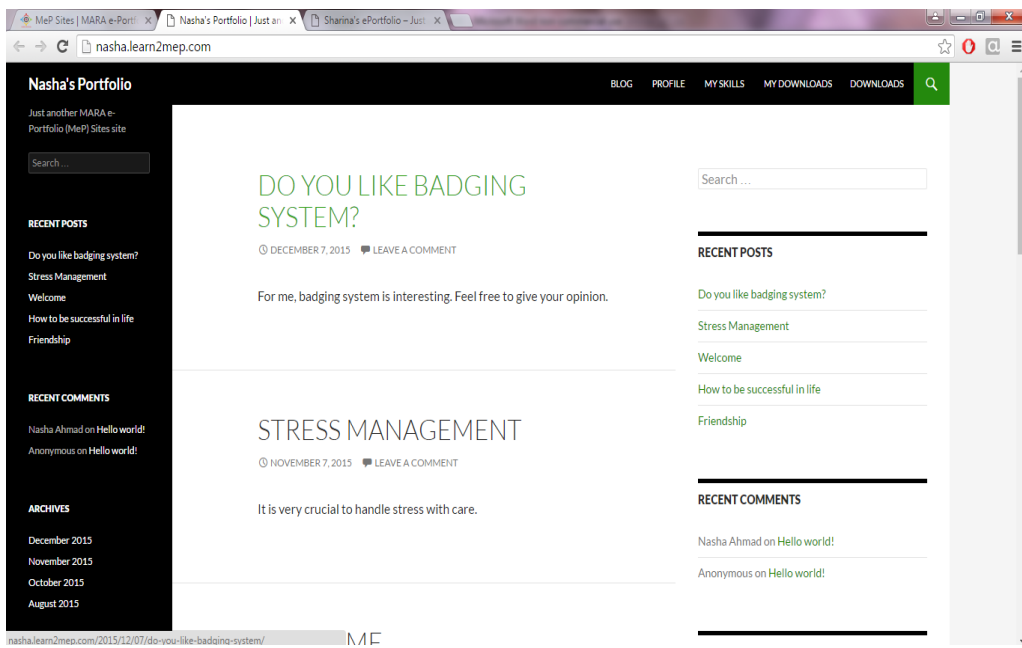 MeP Sites | MARA e-Portf
Nasha's Portfolio | Just an
Sharina's ePortfolio – Just
nasha.learn2mep.com
Nasha's Portfolio
BLOG PROFILE MY SKILLS MY DOWNLOADS DOWNLOADS
Just another MARA e-
Portfolio (MeP) Sites site
Search ...
RECENT POSTS
Do you like badging system?
Stress Management
Welcome
How to be successful in life
Friendship
RECENT COMMENTS
Nasha Ahmad on Hello world!
Anonymous on Hello world!
ARCHIVES
December 2015
November 2015
October 2015
August 2015
DO YOU LIKE BADGING
SYSTEM?
DECEMBER 7, 2015 LEAVE A COMMENT
For me, badging system is interesting. Feel free to give your opinion.
STRESS MANAGEMENT
NOVEMBER 7, 2015 LEAVE A COMMENT
It is very crucial to handle stress with care.
Search ...
RECENT POSTS
Do you like badging system?
Stress Management
Welcome
How to be successful in life
Friendship
RECENT COMMENTS
Nasha Ahmad on Hello world!
Anonymous on Hello world!
nasha.learn2mep.com/2015/12/07/do-you-like-badging-system/